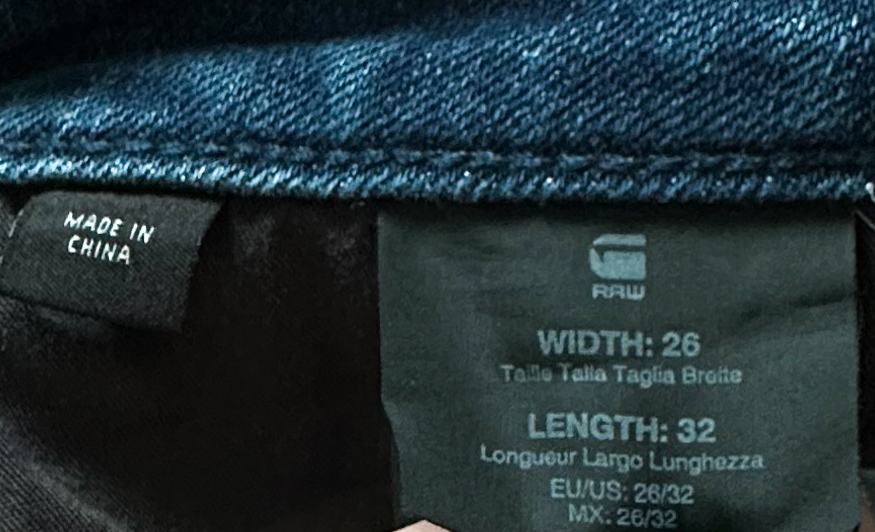 MADE IN
CHINA
RAW
WIDTH: 26
Taille Talla Taglia Breite
LENGTH: 32
Longueur Largo Lunghezza
EU/US: 26/32
MX: 26/32